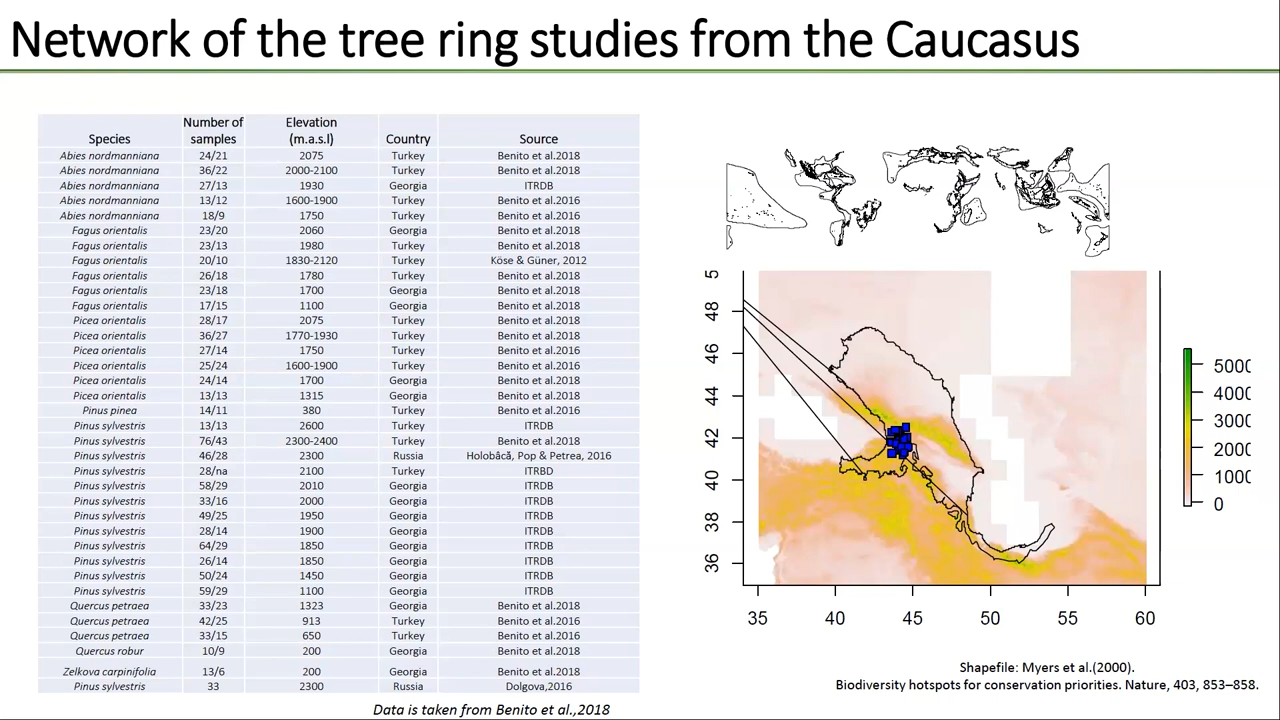 Network of the tree ring studies from the Caucasus
Species Number of samples Elevation (m.a.s.l) Country Source
Abies nordmanniana 24/21 2075 Turkey Benito et al.2018
Abies nordmanniana 36/22 2000-2100 Turkey Benito et al.2018
Abies nordmanniana 27/13 1930 Georgia ITRDB
Abies nordmanniana 13/12 1600-1900 Turkey Benito et al.2016
Abies nordmanniana 18/9 1750 Turkey Benito et al.2016
Fagus orientalis 23/20 2060 Georgia Benito et al.2018
Fagus orientalis 23/13 1980 Turkey Benito et al.2018
Fagus orientalis 20/10 1830-2120 Turkey Köse & Güner, 2012
Fagus orientalis 26/18 1780 Turkey Benito et al.2018
Fagus orientalis 23/18 1700 Georgia Benito et al.2018
Fagus orientalis 17/15 1100 Georgia Benito et al.2018
Picea orientalis 28/17 2075 Turkey Benito et al.2018
Picea orientalis 36/27 1770-1930 Turkey Benito et al.2018
Picea orientalis 27/14 1750 Turkey Benito et al.2016
Picea orientalis 25/24 1600-1900 Turkey Benito et al.2016
Picea orientalis 24/14 1700 Georgia Benito et al.2018
Picea orientalis 13/13 1315 Georgia Benito et al.2018
Pinus pinea 14/11 380 Turkey Benito et al.2016
Pinus sylvestris 13/13 2600 Turkey ITRDB
Pinus sylvestris 76/43 2300-2400 Turkey Benito et al.2018
Pinus sylvestris 46/28 2300 Russia Holobâcă, Pop & Petrea, 2016
Pinus sylvestris 28/na 2100 Turkey ITRBD
Pinus sylvestris 58/29 2010 Georgia ITRDB
Pinus sylvestris 33/16 2000 Georgia ITRDB
Pinus sylvestris 49/25 1950 Georgia ITRDB
Pinus sylvestris 28/14 1900 Georgia ITRDB
Pinus sylvestris 64/29 1850 Georgia ITRDB
Pinus sylvestris 26/14 1850 Georgia ITRDB
Pinus sylvestris 50/24 1450 Georgia ITRDB
Pinus sylvestris 59/29 1100 Georgia ITRDB
Quercus petraea 33/23 1323 Georgia Benito et al.2018
Quercus petraea 42/25 913 Turkey Benito et al.2016
Quercus petraea 33/15 650 Turkey Benito et al.2016
Quercus robur 10/9 200 Georgia Benito et al.2018
Zelkova carpinifolia 13/6 200 Georgia Benito et al.2018
Pinus sylvestris 33 2300 Russia Dolgova,2016
Data is taken from Benito et al.,2018
5
48
46
44
42
40
38
36
35 40 45 50 55 60
5000
4000
3000
2000
1000
0
Shapefile: Myers et al.(2000).
Biodiversity hotspots for conservation priorities. Nature, 403, 853–858.